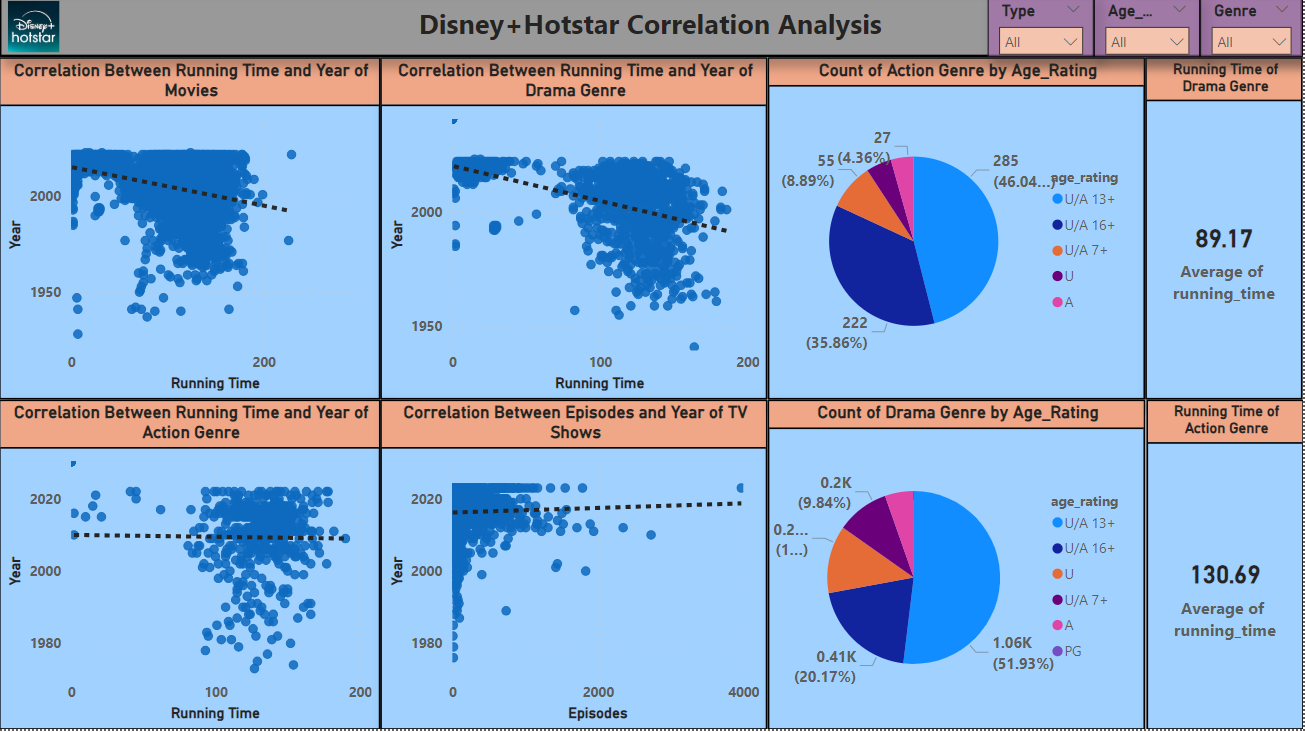 Disney+
hotstar
Disney+Hotstar Correlation Analysis
Type
All
Age_...
All
Genre
All
Correlation Between Running Time and Year of
Movies
Year
2000
1950
0
200
Running Time
Correlation Between Running Time and Year of
Drama Genre
Year
2000
1950
0
100
200
Running Time
Count of Action Genre by Age_Rating
27
(4.36%)
55
(8.89%)
285
(46.04...)
222
(35.86%)
age_rating
U/A 13+
U/A 16+
U/A 7+
U
A
Running Time of
Drama Genre
89.17
Average of
running_time
Correlation Between Running Time and Year of
Action Genre
Year
2020
2000
1980
0
100
200
Running Time
Correlation Between Episodes and Year of TV
Shows
Year
2020
2000
1980
0
2000
4000
Episodes
Count of Drama Genre by Age_Rating
0.2K
(9.84%)
0.2...
(1...)
0.41K
(20.17%)
1.06K
(51.93%)
age_rating
U/A 13+
U/A 16+
U
U/A 7+
A
PG
Running Time of
Action Genre
130.69
Average of
running_time